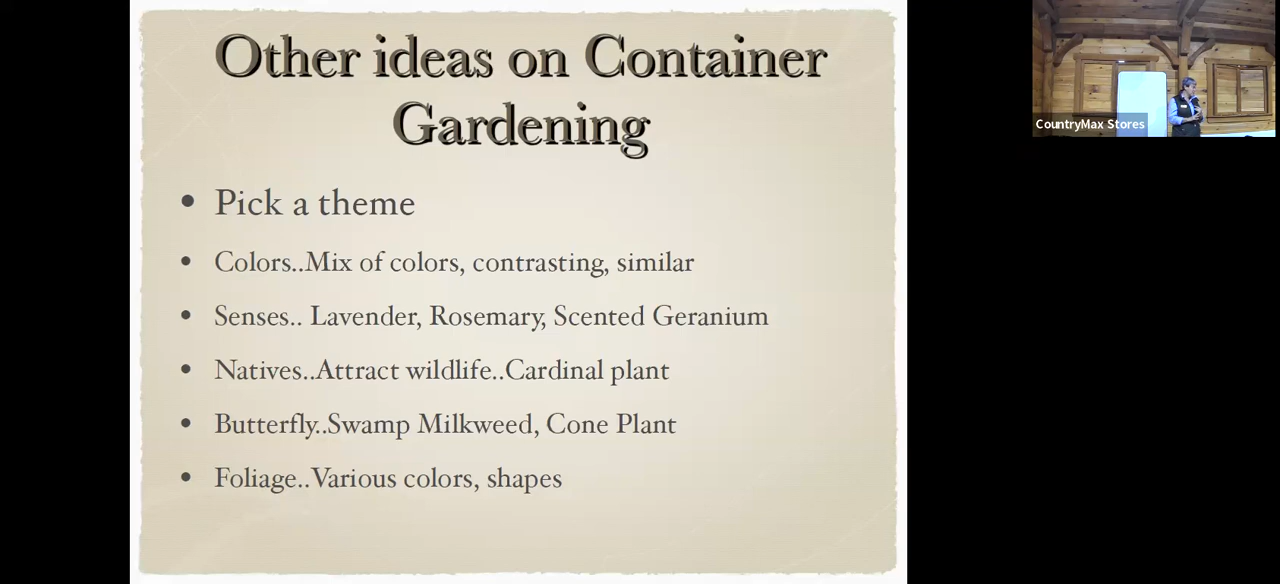 Other ideas on Container
Gardening
• Pick a theme
• Colors..Mix of colors, contrasting, similar
• Senses.. Lavender, Rosemary, Scented Geranium
• Natives..Attract wildlife..Cardinal plant
• Butterfly..Swamp Milkweed, Cone Plant
• Foliage..Various colors, shapes
CountryMax Stores